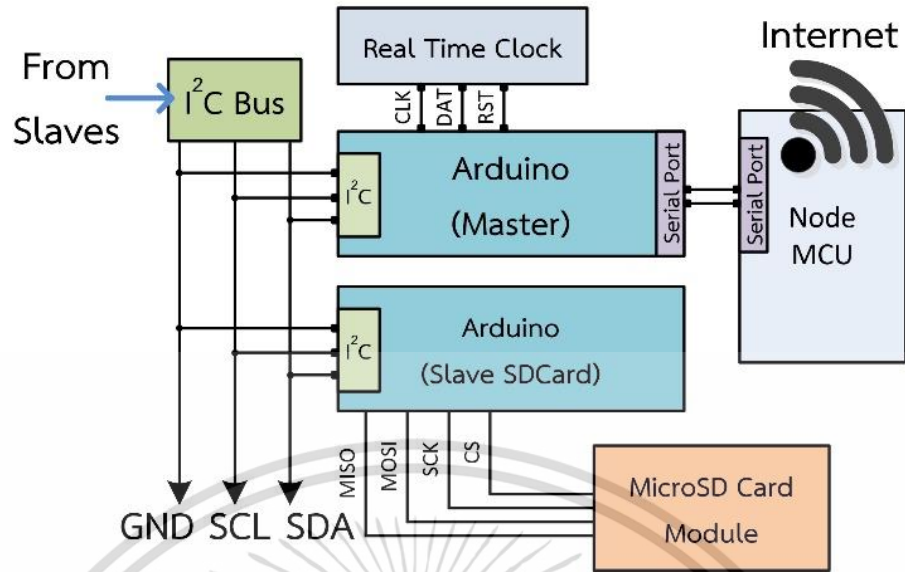 Real Time Clock
Internet
From
Slaves
I²C Bus
CLK
DAT
RST
I²C
Arduino
(Master)
Serial Port
Serial Port
Node
MCU
I²C
Arduino
(Slave SDCard)
MISO
MOSI
SCK
CS
GND SCL SDA
MicroSD Card
Module